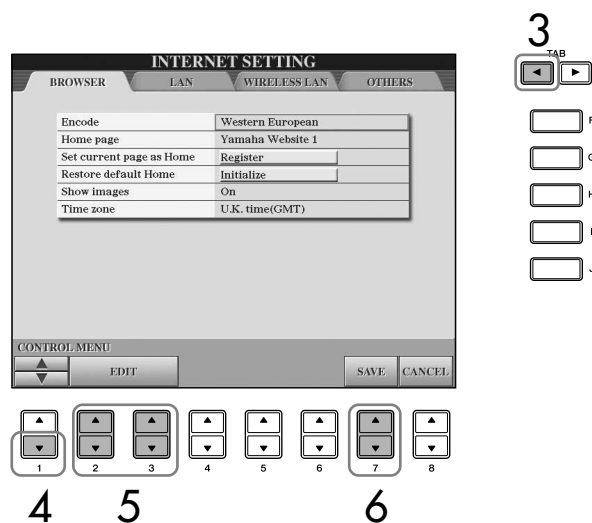 3
TAB
INTERNET SETTING
BROWSER LAN WIRELESS LAN OTHERS
Encode Western European
Home page Yamaha Website 1
Set current page as Home Register
Restore default Home Initialize
Show images On
Time zone U.K. time(GMT)
CONTROL MENU
EDIT SAVE CANCEL
1 2 3 4 5 6 7 8
4 5 6